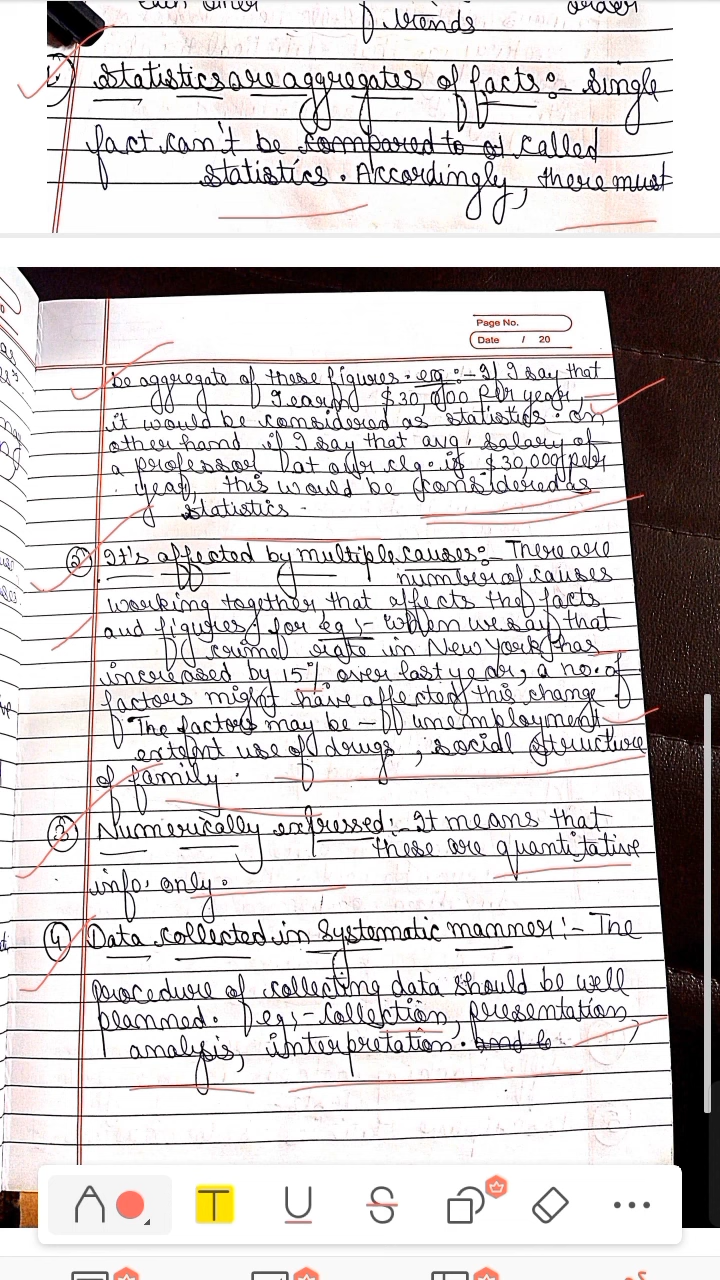 each other order
trends
Statistics are aggregates of facts :- Single
fact can't be compared to or called
statistics. Accordingly, there must
Page No.
Date / 20
be aggregate of these figures. eg :- If I say that
I earn $30,000 per year,
it would be considered as statistics. on
other hand if I say that avg. salary of
a professor at our clg. is $30,000 per
year, this would be considered as
statistics.
② It's affected by multiple causes :- There are
number of causes
working together, that affects the facts
and figures. for eg :- when we say that
crime rate in New York has
increased by 15% over last year, a no. of
factors might have affected this change.
The factors may be - unemployment
extent use of drugs, social structure
of family.
③ Numerically expressed :- It means that
these are quantitative
info. only.
④ Data collected in Systematic manner :- The
procedure of collecting data should be well
planned. eg :- Collection, presentation,
analysis, interpretation. and
A T U S